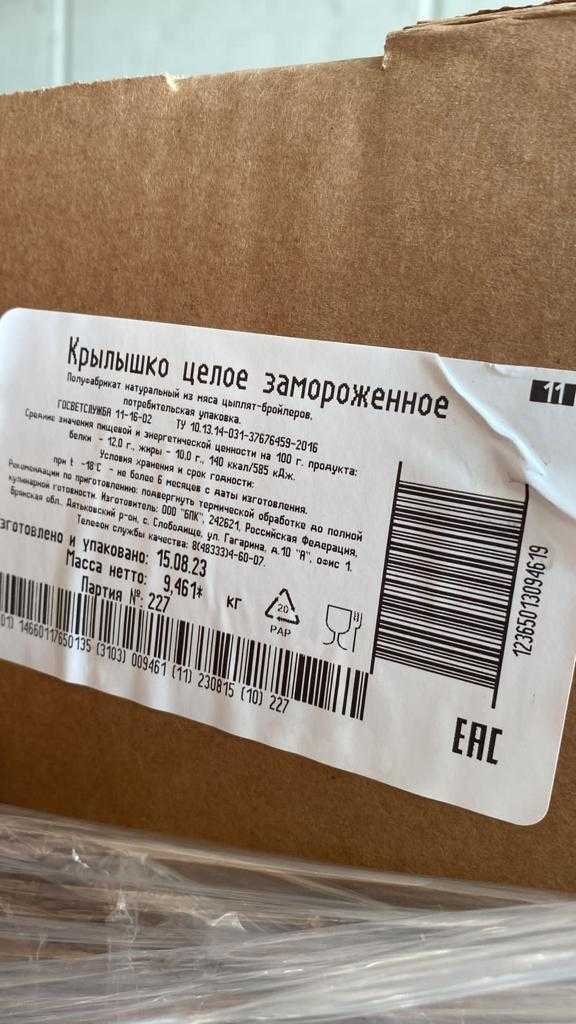 Крылышко целое замороженное
11
Полуфабрикат натуральный из мяса цыплят-бройлеров,
потребительская упаковка.
ГОСВЕТСЛУЖБА 11-16-02 ТУ 10.13.14-031-37676459-2016
Средние значения пищевой и энергетической ценности на 100 г. продукта:
белки - 12.0 г., жиры - 10.0 г., 140 ккал/585 кДж.
Условия хранения и срок годности:
при t -18°C - не более 6 месяцев с даты изготовления.
Рекомендации по приготовлению: подвергнуть термической обработке до полной
кулинарной готовности. Изготовитель: ООО "БПК", 242621, Российская Федерация,
Брянская обл. Дятьковский р-он, с. Слободище, ул. Гагарина, д.10 "А", офис 1.
Телефон службы качества: 8(48333)4-60-07.
зготовлено и упаковано: 15.08.23
Масса нетто: 9,461* кг
Партия №: 227
20
PAP
01) 14660117650135 (3103) 009461 (11) 230815 (10) 227
12365013094619
EAC